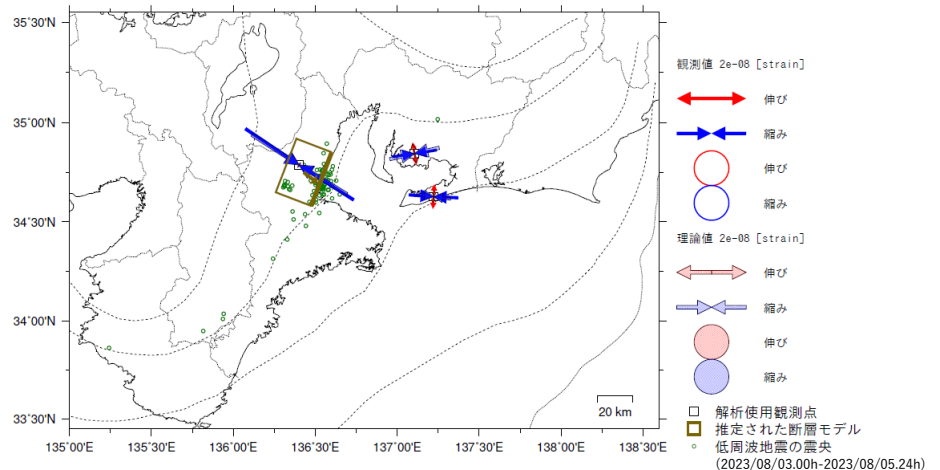 35°30'N
35°00'N
34°30'N
34°00'N
33°30'N
135°00'E
135°30'E
136°00'E
136°30'E
137°00'E
137°30'E
138°00'E
138°30'E
20 km
観測値 2e-08 [strain]
伸び
縮み
伸び
縮み
理論値 2e-08 [strain]
伸び
縮み
伸び
縮み
解析使用観測点
推定された断層モデル
低周波地震の震央
(2023/08/03.00h-2023/08/05.24h)